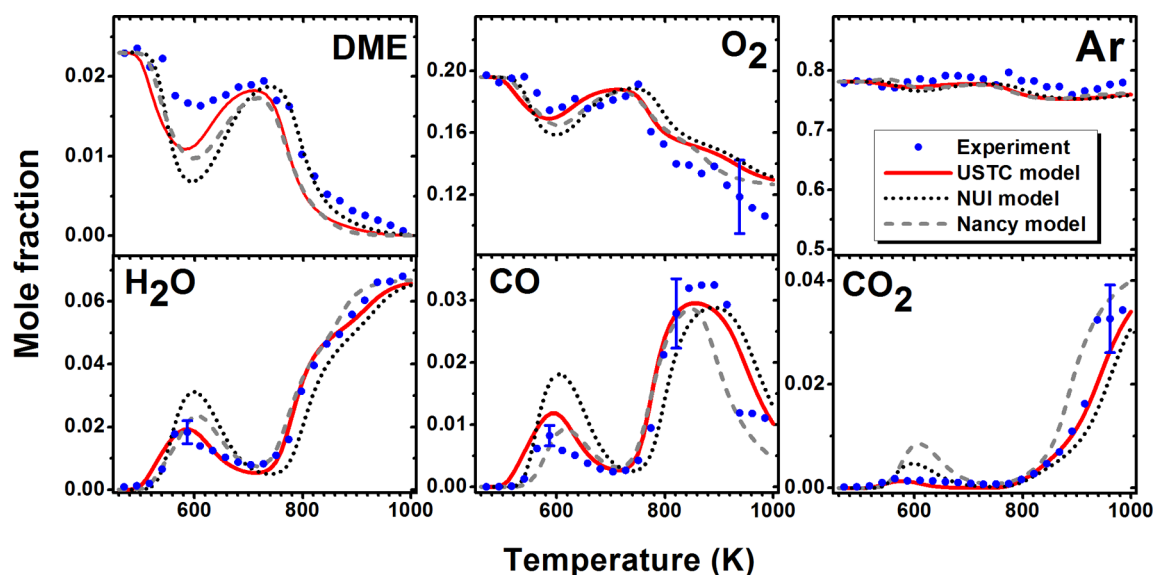 DME
O2
Ar
0.02
0.20
0.8
0.16
0.7
0.01
Experiment
USTC model
0.12
0.6
NUI model
Nancy model
0.00
0.5
Mole fraction
H2O
CO
CO2
0.06
0.03
0.04
0.04
0.02
0.02
0.02
0.01
0.00
0.00
0.00
600
800
1000
600
800
1000
600
800
1000
Temperature (K)